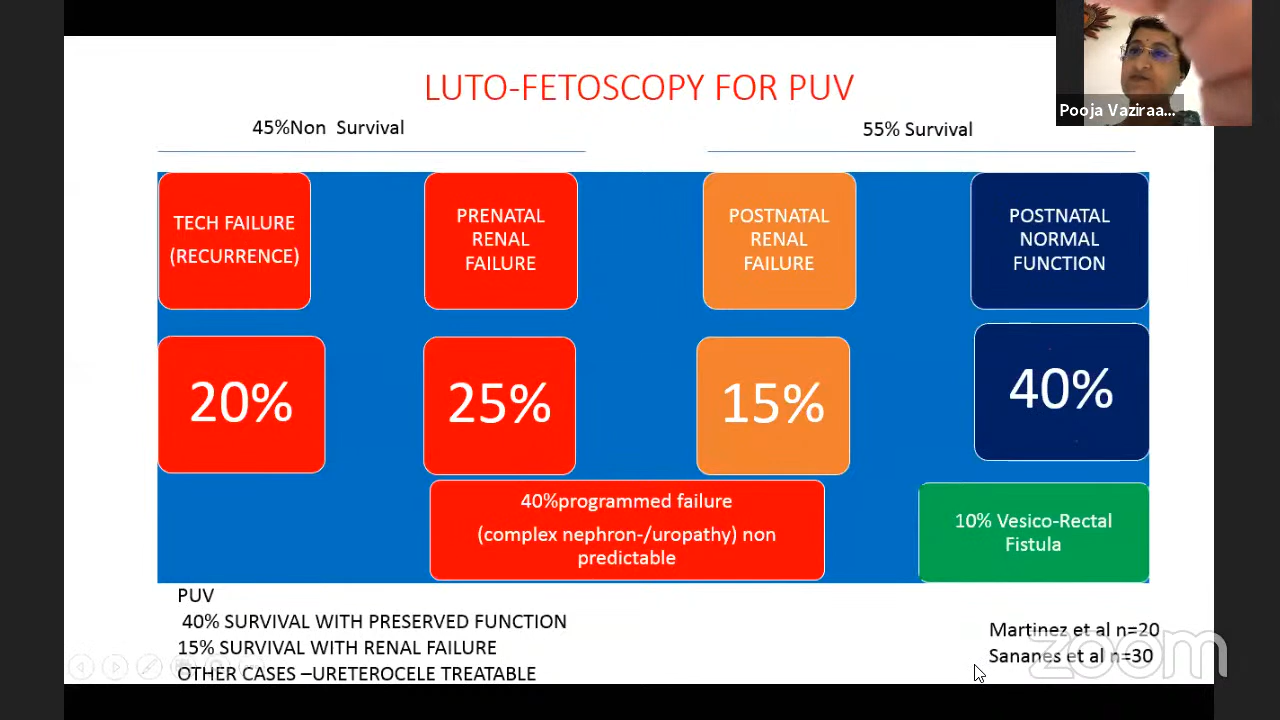 LUTO-FETOSCOPY FOR PUV
Pooja Vaziraa...
45%Non Survival
55% Survival
TECH FAILURE
(RECURRENCE)
PRENATAL
RENAL
FAILURE
POSTNATAL
RENAL
FAILURE
POSTNATAL
NORMAL
FUNCTION
20%
25%
15%
40%
40%programmed failure
(complex nephron-/uropathy) non
predictable
10% Vesico-Rectal
Fistula
PUV
40% SURVIVAL WITH PRESERVED FUNCTION
15% SURVIVAL WITH RENAL FAILURE
OTHER CASES –URETEROCELE TREATABLE
Martinez et al n=20
Sananes et al n=30
zoom